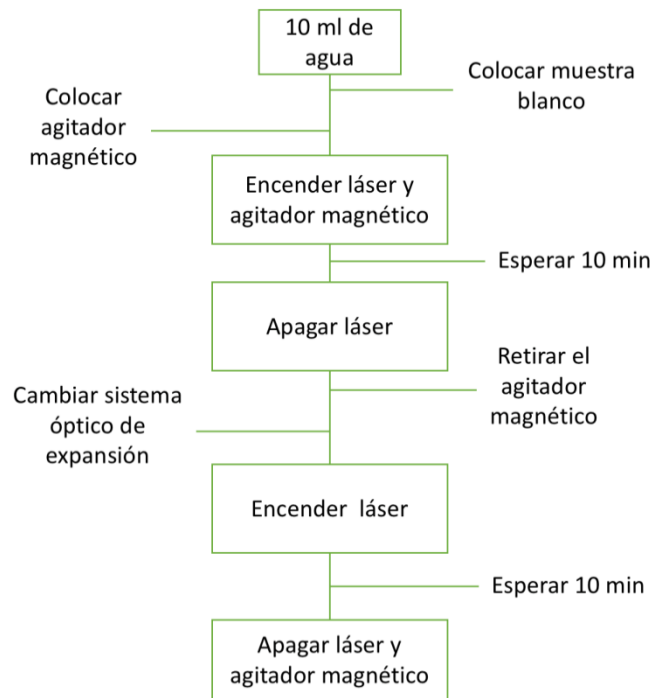 10 ml de
agua
Colocar muestra
blanco
Colocar
agitador
magnético
Encender láser y
agitador magnético
Esperar 10 min
Apagar láser
Retirar el
agitador
magnético
Cambiar sistema
óptico de
expansión
Encender láser
Esperar 10 min
Apagar láser y
agitador magnético